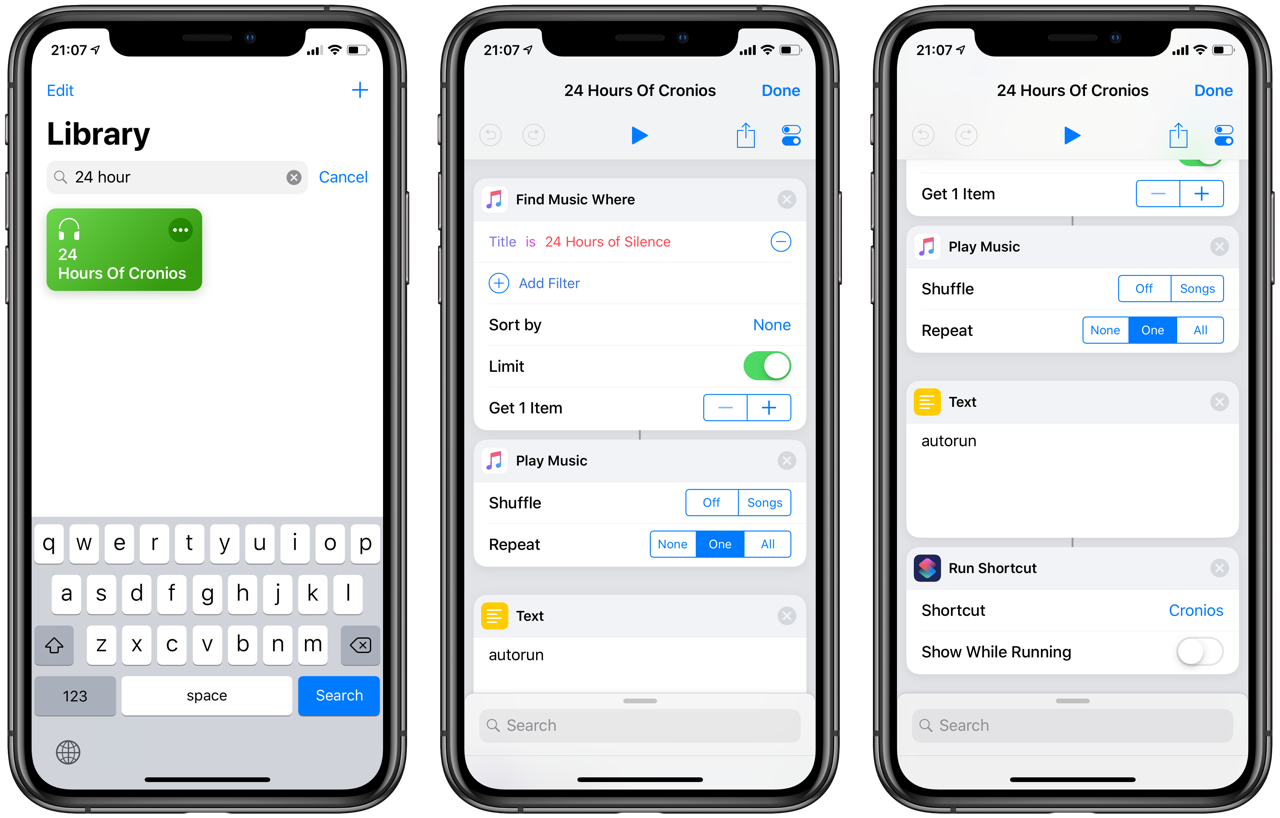 21:07
Edit
Library
24 hour
Cancel
24
Hours Of Cronios
q w e r t y u i o p
a s d f g h j k l
z x c v b n m
123
space
Search
21:07
24 Hours Of Cronios
Done
Find Music Where
Title is 24 Hours of Silence
Add Filter
Sort by
None
Limit
Get 1 Item
Play Music
Shuffle
Off
Songs
Repeat
None
One
All
Text
autorun
Search
21:07
24 Hours Of Cronios
Done
Get 1 Item
Play Music
Shuffle
Off
Songs
Repeat
None
One
All
Text
autorun
Run Shortcut
Shortcut
Cronios
Show While Running
Search